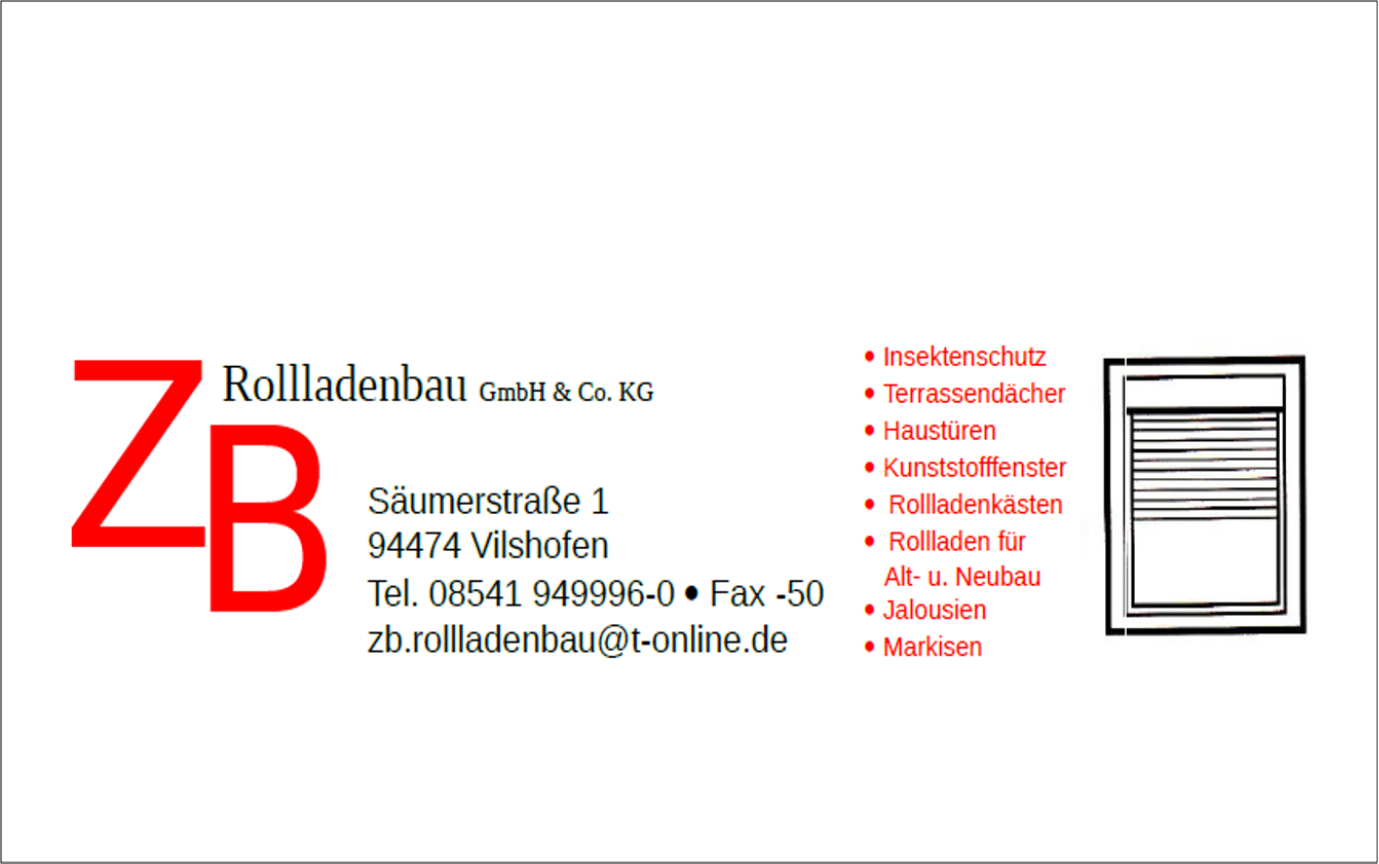 ZB
Rollladenbau GmbH & Co. KG
Säumerstraße 1
94474 Vilshofen
Tel. 08541 949996-0 • Fax -50
zb.rollladenbau@t-online.de
• Insektenschutz
• Terrassendächer
• Haustüren
• Kunststofffenster
• Rollladenkästen
• Rollladen für
Alt- u. Neubau
• Jalousien
• Markisen